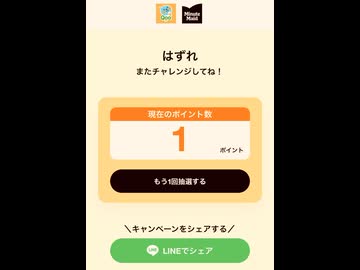 Qoo
Minute
Maid
はずれ
またチャレンジしてね！
現在のポイント数
1
ポイント
もう1回抽選する
＼キャンペーンをシェアする／
LINE
LINEでシェア